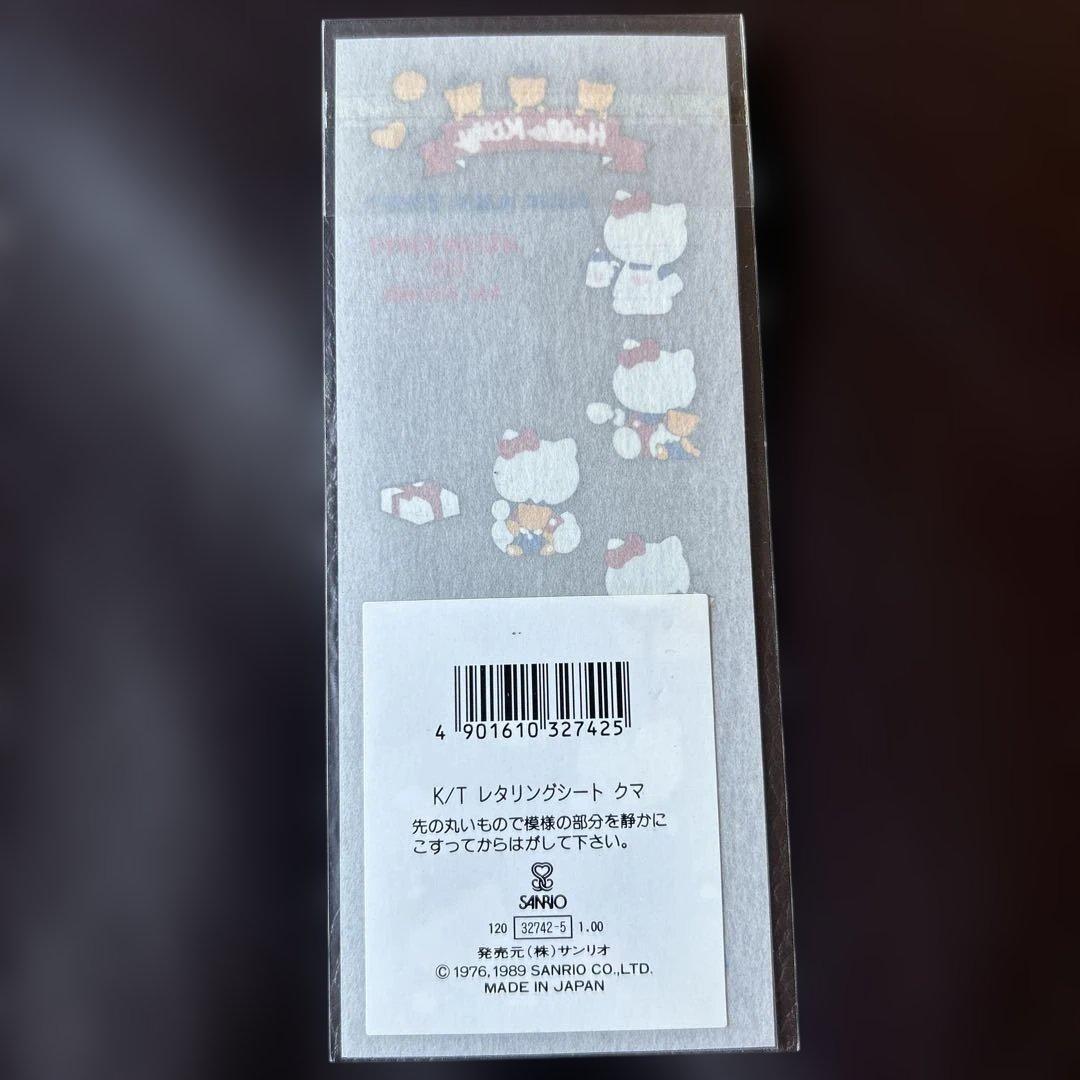 Hello Kitty
4 901610 327425
K/T レタリングシート クマ
先の丸いもので模様の部分を静かに
こすってからはがして下さい。
SANRIO
120 32742-5 1.00
発売元(株)サンリオ
© 1976, 1989 SANRIO CO., LTD.
MADE IN JAPAN